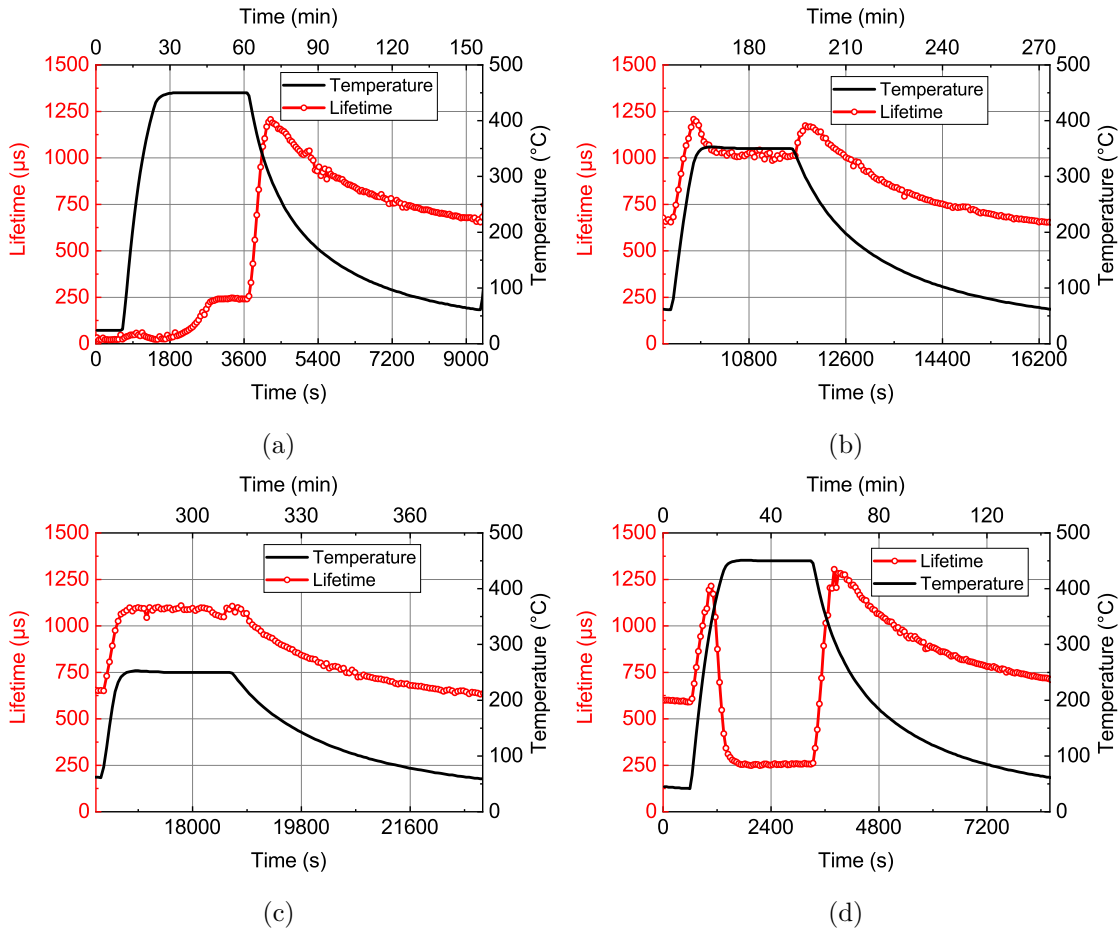 Time (min)
0 30 60 90 120 150
1500 1250 1000 750 500 250 0
500 400 300 200 100 0
Lifetime (µs)
Temperature (°C)
Temperature
Lifetime
0 1800 3600 5400 7200 9000
Time (s)
(a)
Time (min)
180 210 240 270
1500 1250 1000 750 500 250 0
500 400 300 200 100 0
Lifetime (µs)
Temperature (°C)
Temperature
Lifetime
10800 12600 14400 16200
Time (s)
(b)
Time (min)
300 330 360
1500 1250 1000 750 500 250 0
500 400 300 200 100 0
Lifetime (µs)
Temperature (°C)
Temperature
Lifetime
18000 19800 21600
Time (s)
(c)
Time (min)
0 40 80 120
1500 1250 1000 750 500 250 0
500 400 300 200 100 0
Lifetime (µs)
Temperature (°C)
Lifetime
Temperature
0 2400 4800 7200
Time (s)
(d)